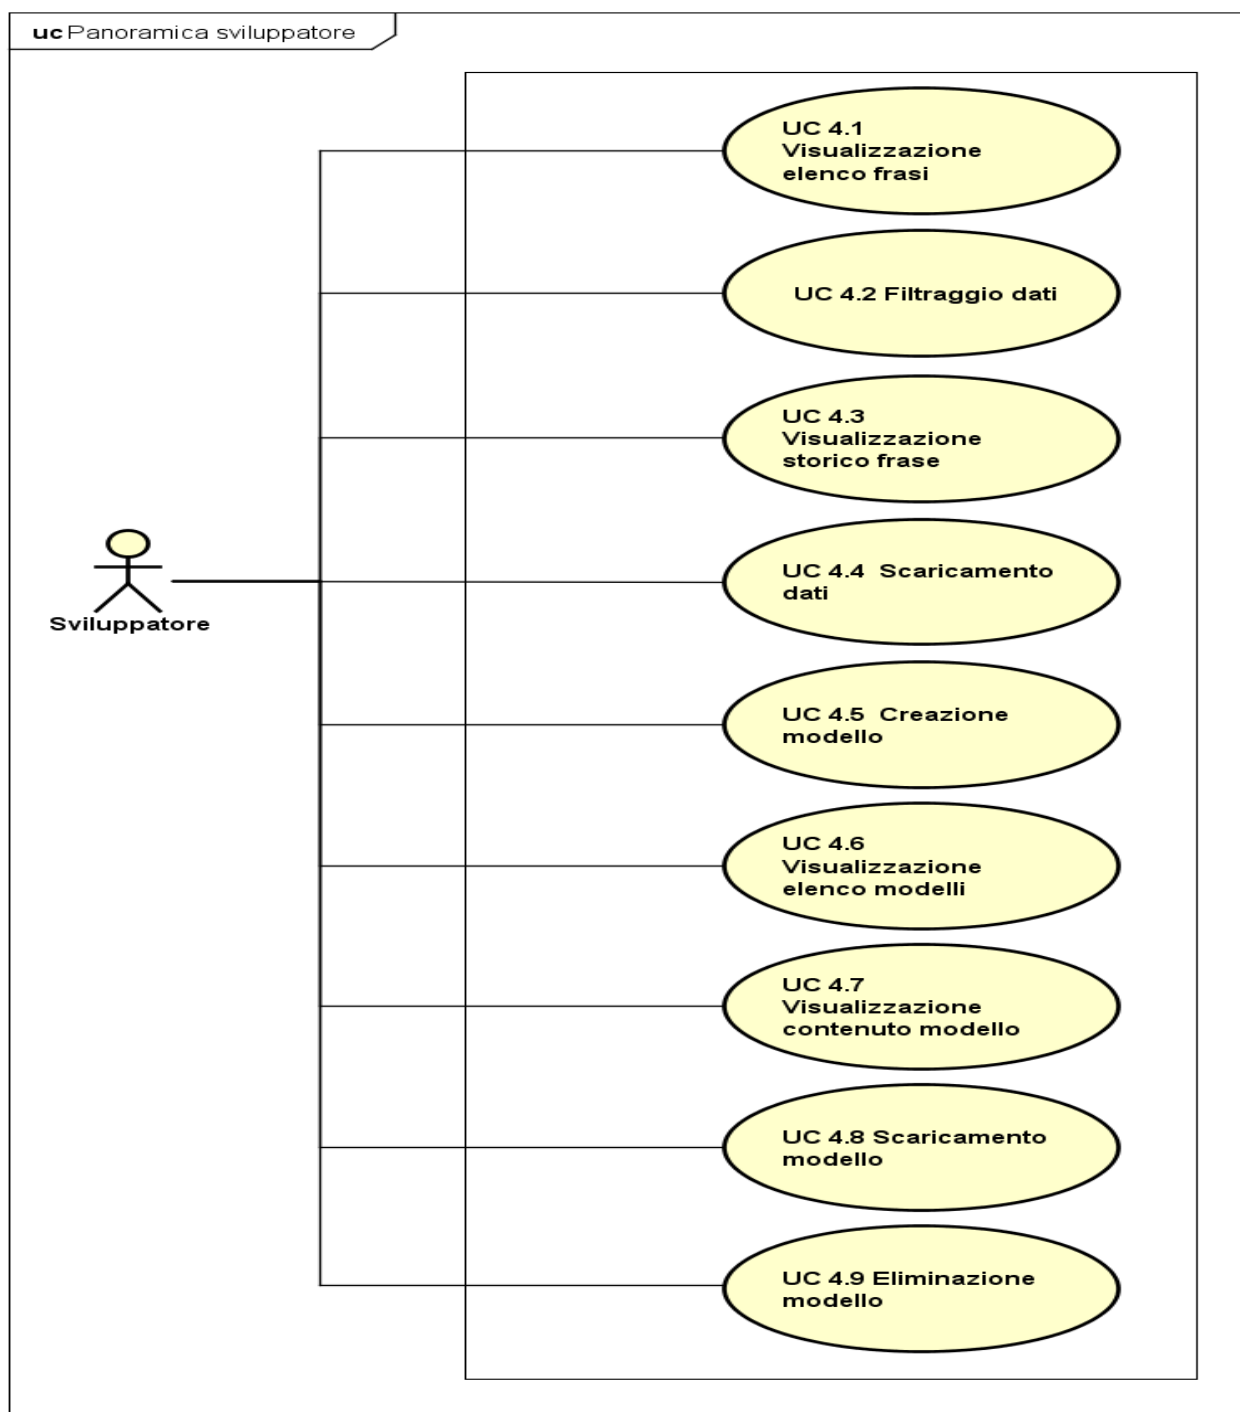 uc Panoramica sviluppatore
UC 4.1
Visualizzazione
elenco frasi
UC 4.2 Filtraggio dati
UC 4.3
Visualizzazione
storico frase
Sviluppatore
UC 4.4  Scaricamento
dati
UC 4.5  Creazione
modello
UC 4.6
Visualizzazione
elenco modelli
UC 4.7
Visualizzazione
contenuto modello
UC 4.8 Scaricamento
modello
UC 4.9 Eliminazione
modello